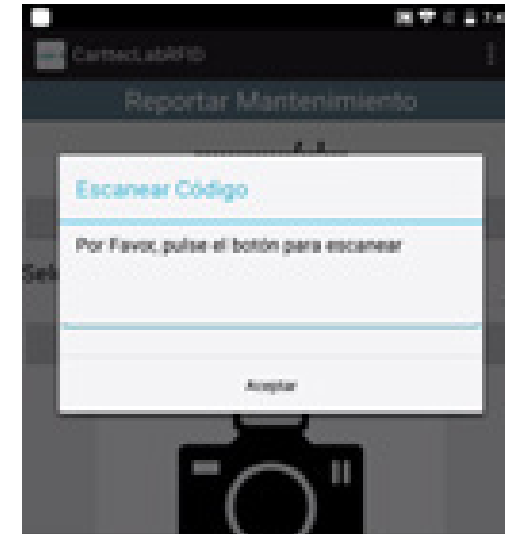 Reportar Mantenimiento
Escanear Código
Por Favor, pulse el botón para escanear
Aceptar